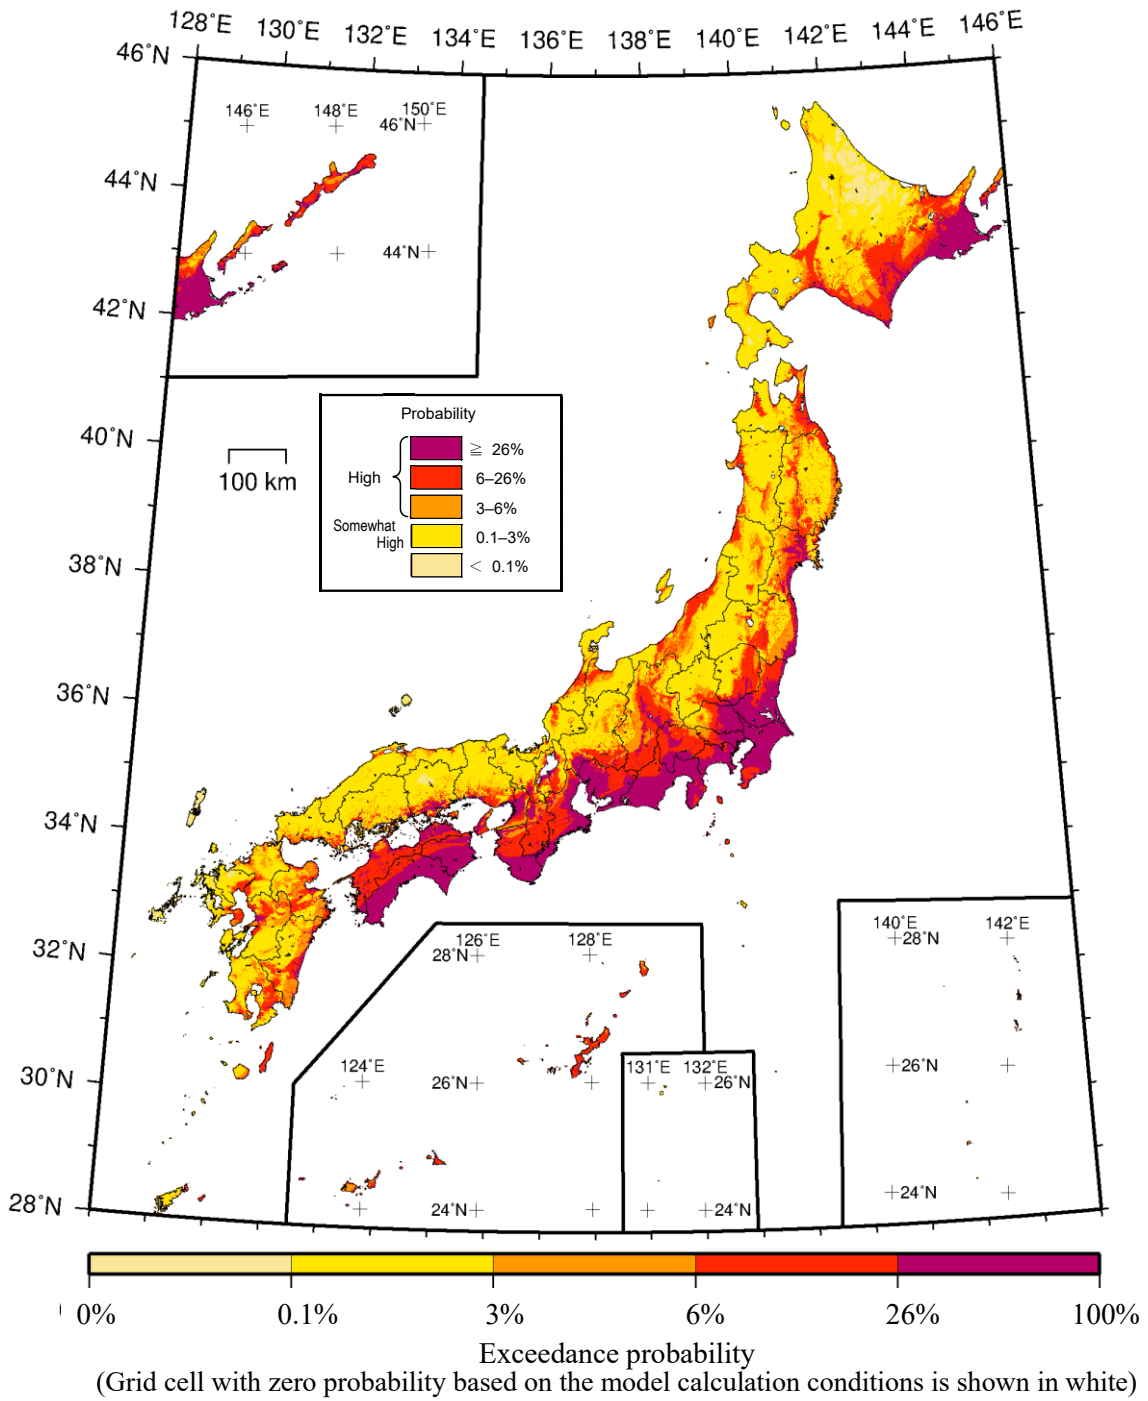 128°E 130°E 132°E 134°E 136°E 138°E 140°E 142°E 144°E 146°E
46°N
146°E 148°E 150°E
46°N
44°N
44°N
42°N
Probability
≧ 26%
High 6–26%
3–6%
Somewhat
High 0.1–3%
< 0.1%
40°N
100 km
38°N
36°N
34°N
32°N
126°E 128°E
28°N
140°E 142°E
28°N
30°N
124°E
26°N
131°E 132°E
26°N
26°N
28°N
24°N
24°N
24°N
0% 0.1% 3% 6% 26% 100%
Exceedance probability
(Grid cell with zero probability based on the model calculation conditions is shown in white)